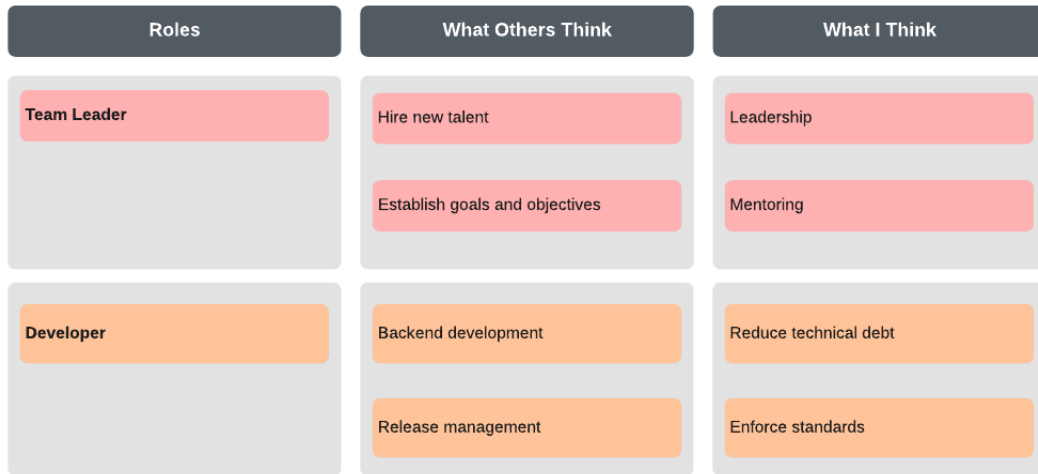 Roles
What Others Think
What I Think
Team Leader
Hire new talent
Leadership
Establish goals and objectives
Mentoring
Developer
Backend development
Reduce technical debt
Release management
Enforce standards